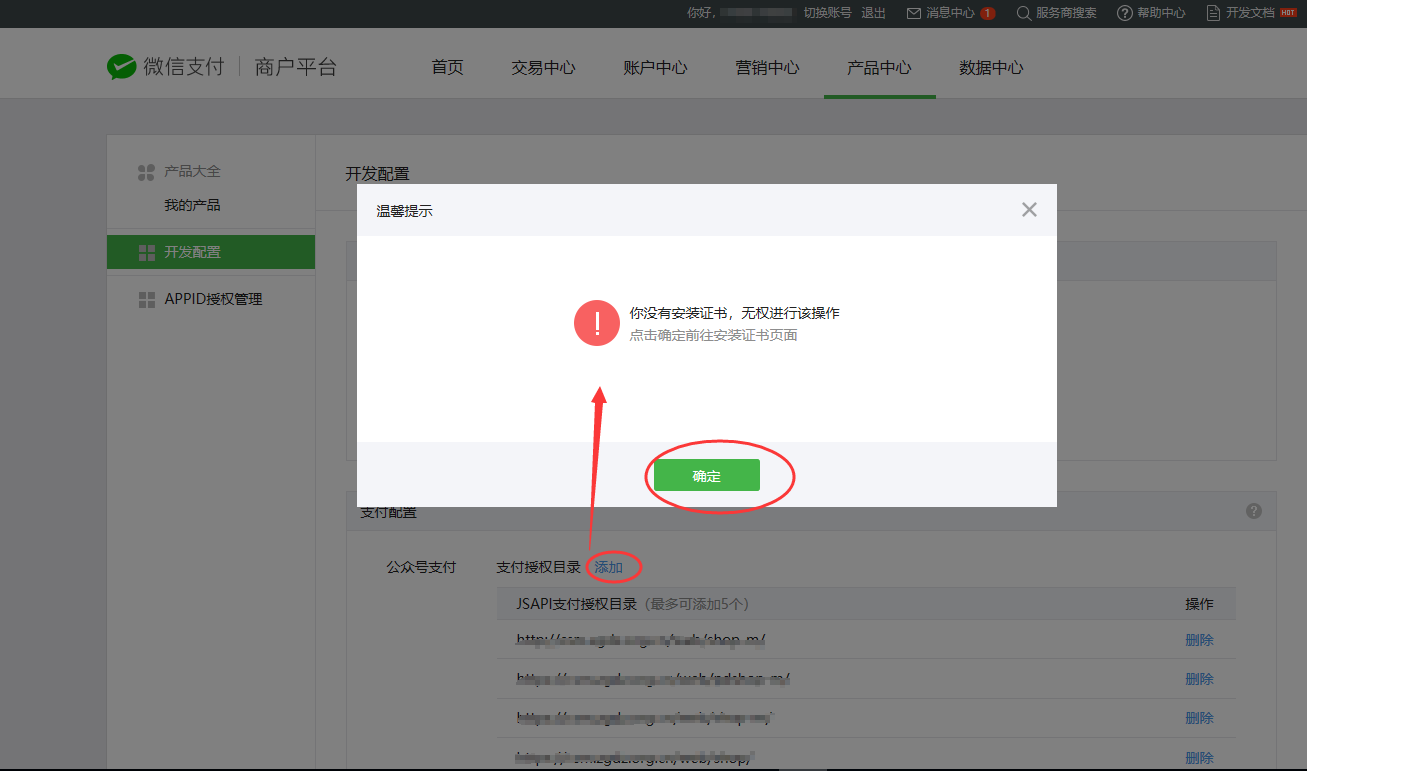 你好, 切换账号 退出 消息中心 1 服务商搜索 帮助中心 开发文档 HOT
微信支付 商户平台 首页 交易中心 账户中心 营销中心 产品中心 数据中心
产品大全
我的产品
开发配置
APPID授权管理
开发配置
温馨提示
你没有安装证书，无权进行该操作
点击确定前往安装证书页面
确定
支付配置
公众号支付 支付授权目录 添加
JSAPI支付授权目录（最多可添加5个） 操作
删除
删除
删除
删除